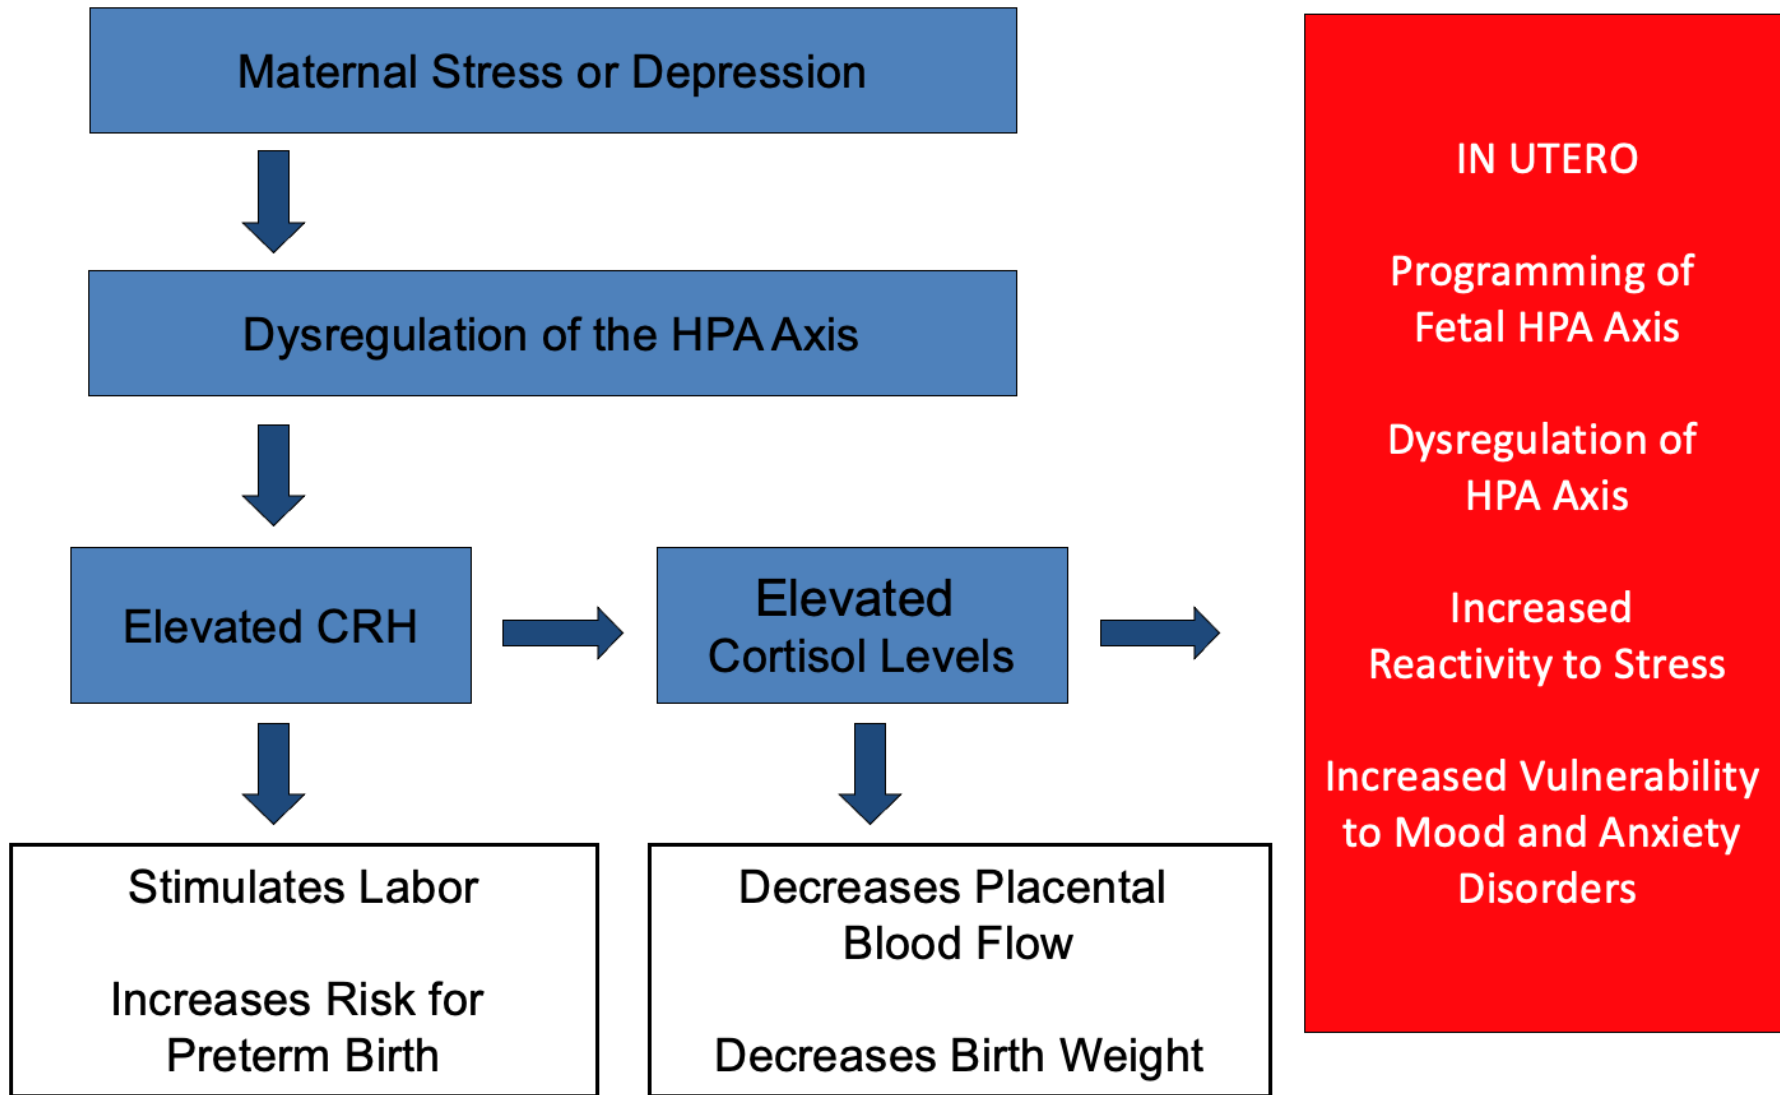 Maternal Stress or Depression
Dysregulation of the HPA Axis
Elevated CRH
Elevated
Cortisol Levels
Stimulates Labor
Increases Risk for
Preterm Birth
Decreases Placental
Blood Flow
Decreases Birth Weight
IN UTERO
Programming of
Fetal HPA Axis
Dysregulation of
HPA Axis
Increased
Reactivity to Stress
Increased Vulnerability
to Mood and Anxiety
Disorders